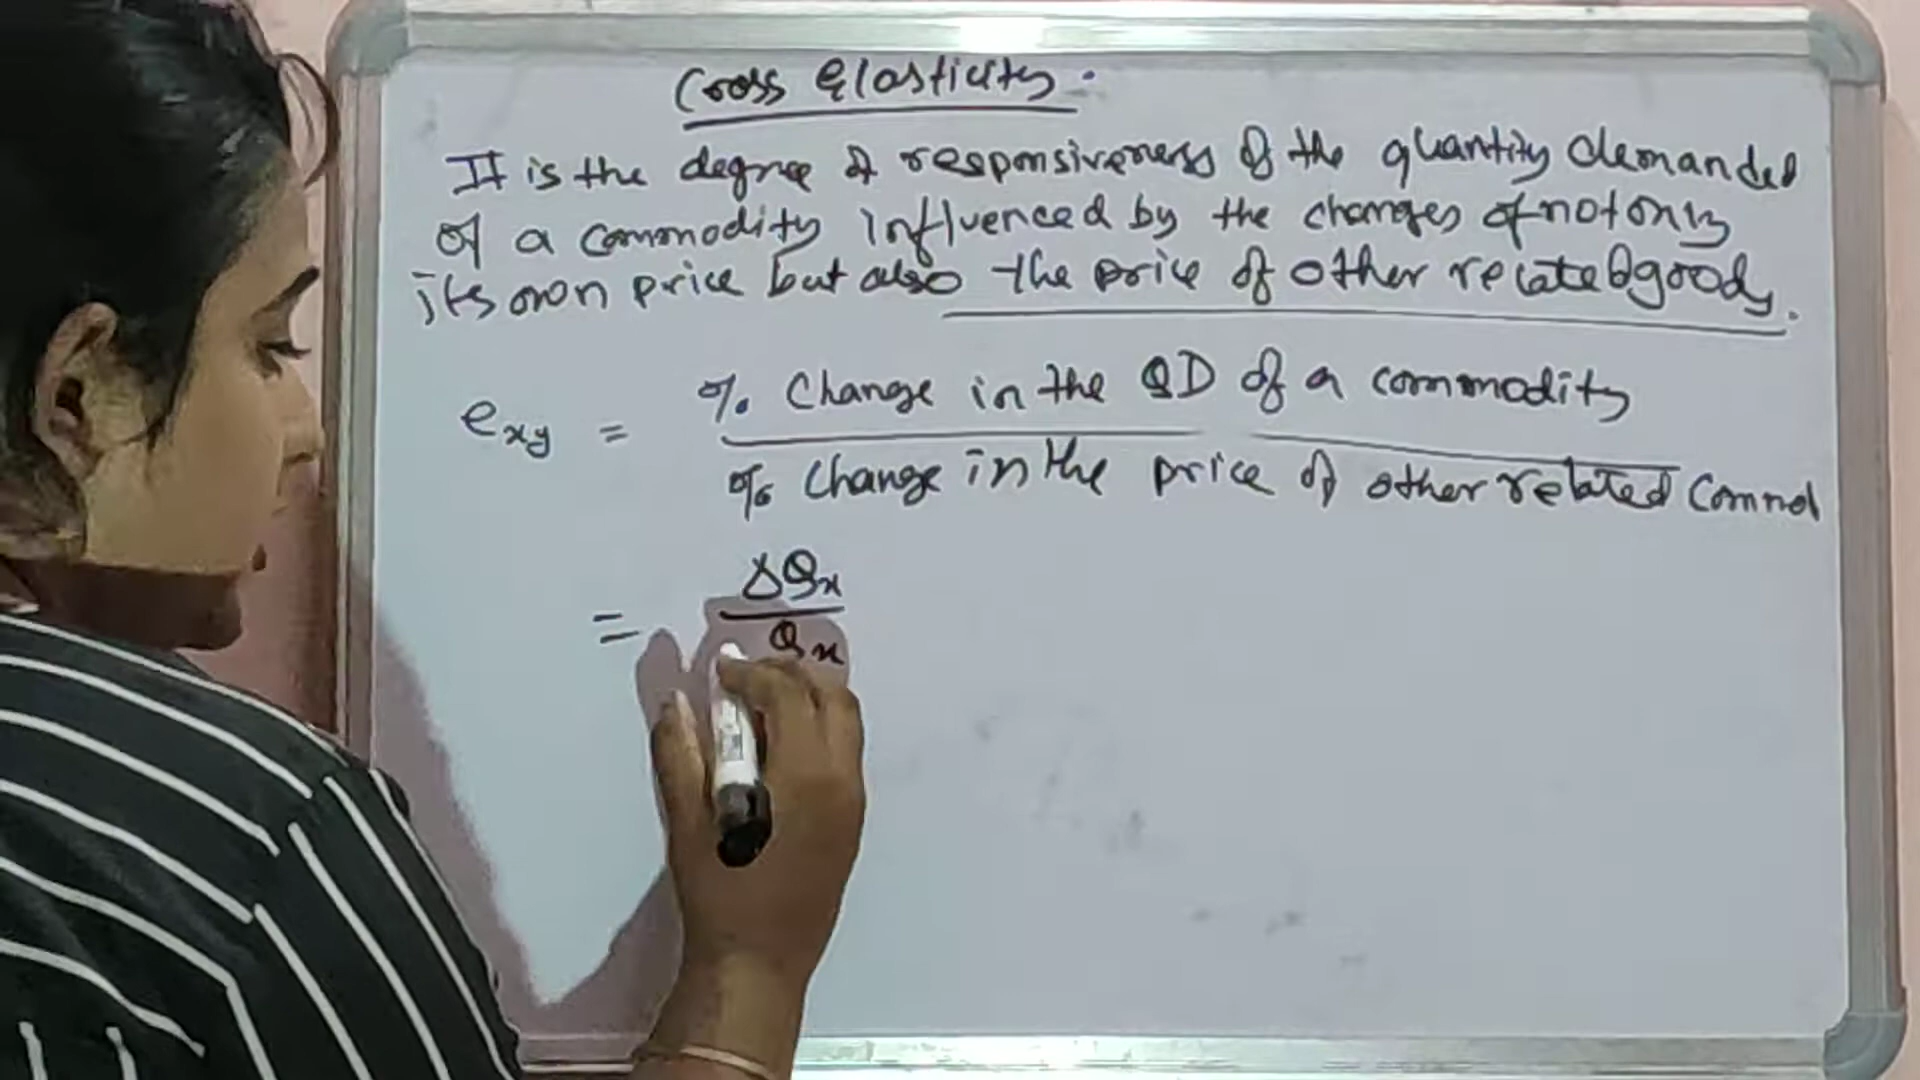 Cross Elasticity :-
It is the degree of responsiveness of the quantity demanded
of a commodity influenced by the changes of not only
its own price but also the price of other related goods.
exy = % Change in the QD of a commodity
% Change in the price of other related Commod
= ΔQx
Qx